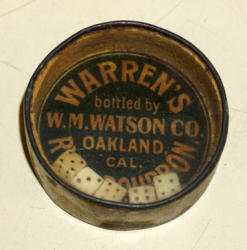 WARREN'S
bottled by
W.M. WATSON CO.
OAKLAND,
CAL.